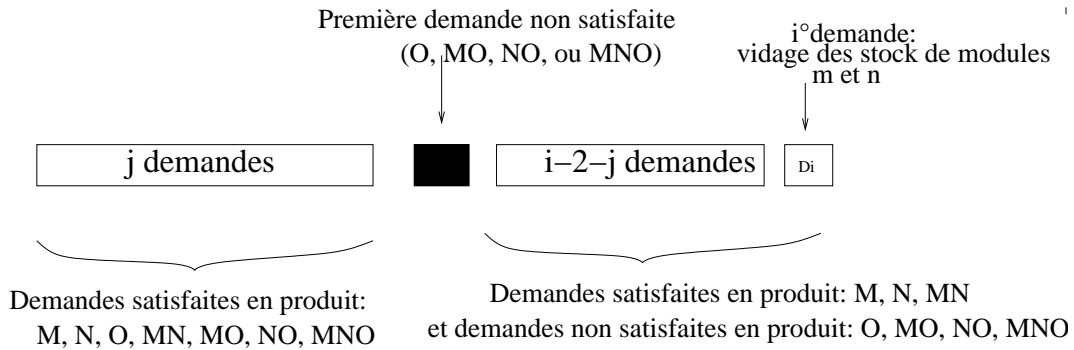 Première demande non satisfaite
(O, MO, NO, ou MNO)
i°demande:
vidage des stock de modules
m et n
j demandes
i−2−j demandes
Di
Demandes satisfaites en produit:
M, N, O, MN, MO, NO, MNO
Demandes satisfaites en produit: M, N, MN
et demandes non satisfaites en produit: O, MO, NO, MNO